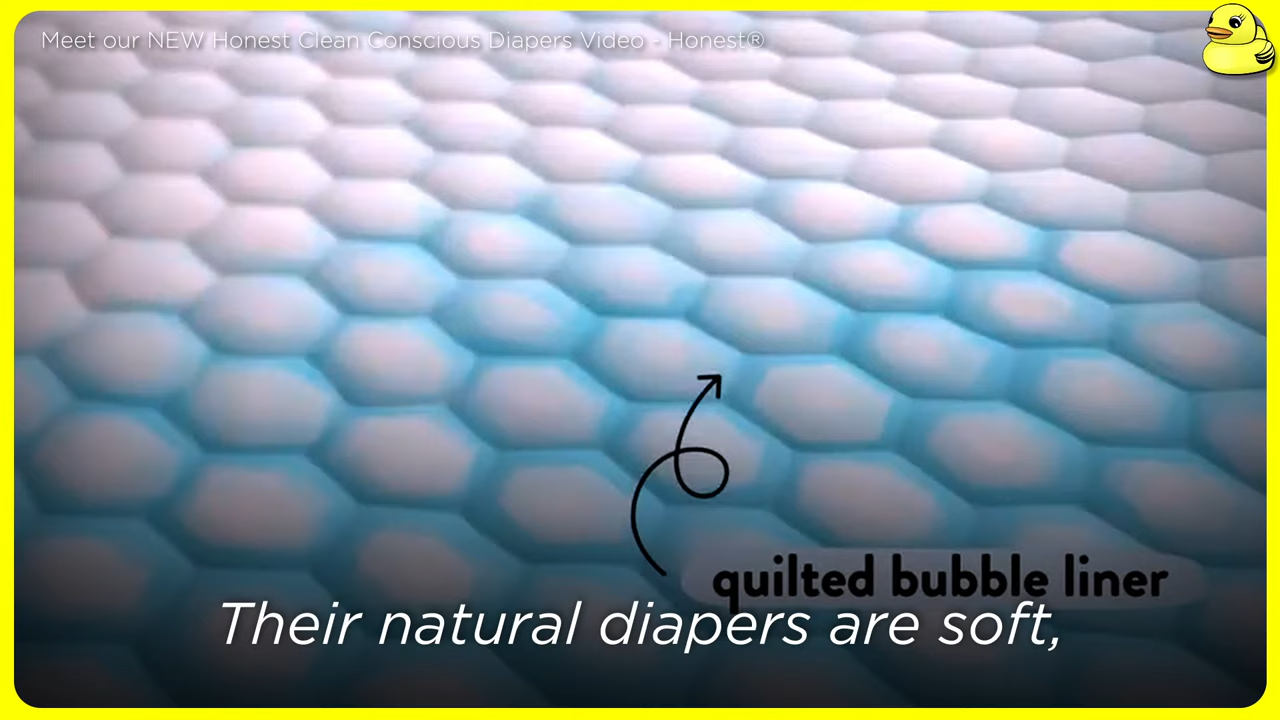 Meet our NEW Honest Clean Conscious Diapers Video - Honest®
quilted bubble liner
Their natural diapers are soft,